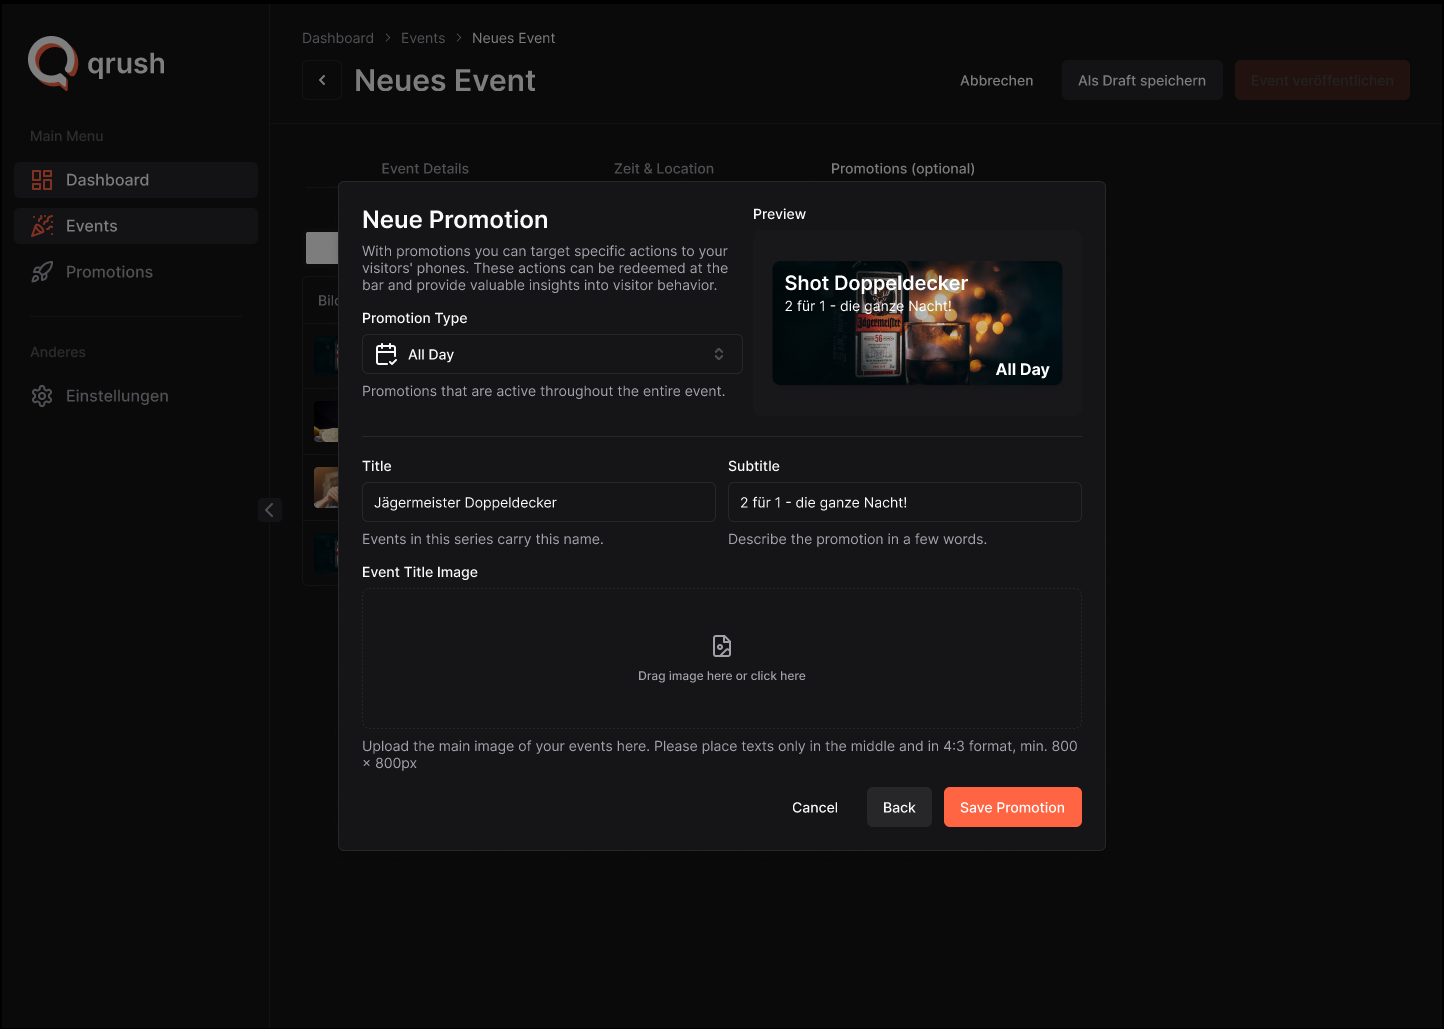 qrush
Main Menu
Dashboard
Events
Promotions
Anderes
Einstellungen
Dashboard > Events > Neues Event
Neues Event
Abbrechen
Als Draft speichern
Event veröffentlichen
Event Details
Zeit & Location
Promotions (optional)
Neue Promotion
With promotions you can target specific actions to your
visitors' phones. These actions can be redeemed at the
bar and provide valuable insights into visitor behavior.
Promotion Type
All Day
Promotions that are active throughout the entire event.
Preview
Shot Doppeldecker
2 für 1 - die ganze Nacht!
Jägermeister
56
All Day
Title
Jägermeister Doppeldecker
Events in this series carry this name.
Subtitle
2 für 1 - die ganze Nacht!
Describe the promotion in a few words.
Event Title Image
Drag image here or click here
Upload the main image of your events here. Please place texts only in the middle and in 4:3 format, min. 800
× 800px
Cancel
Back
Save Promotion